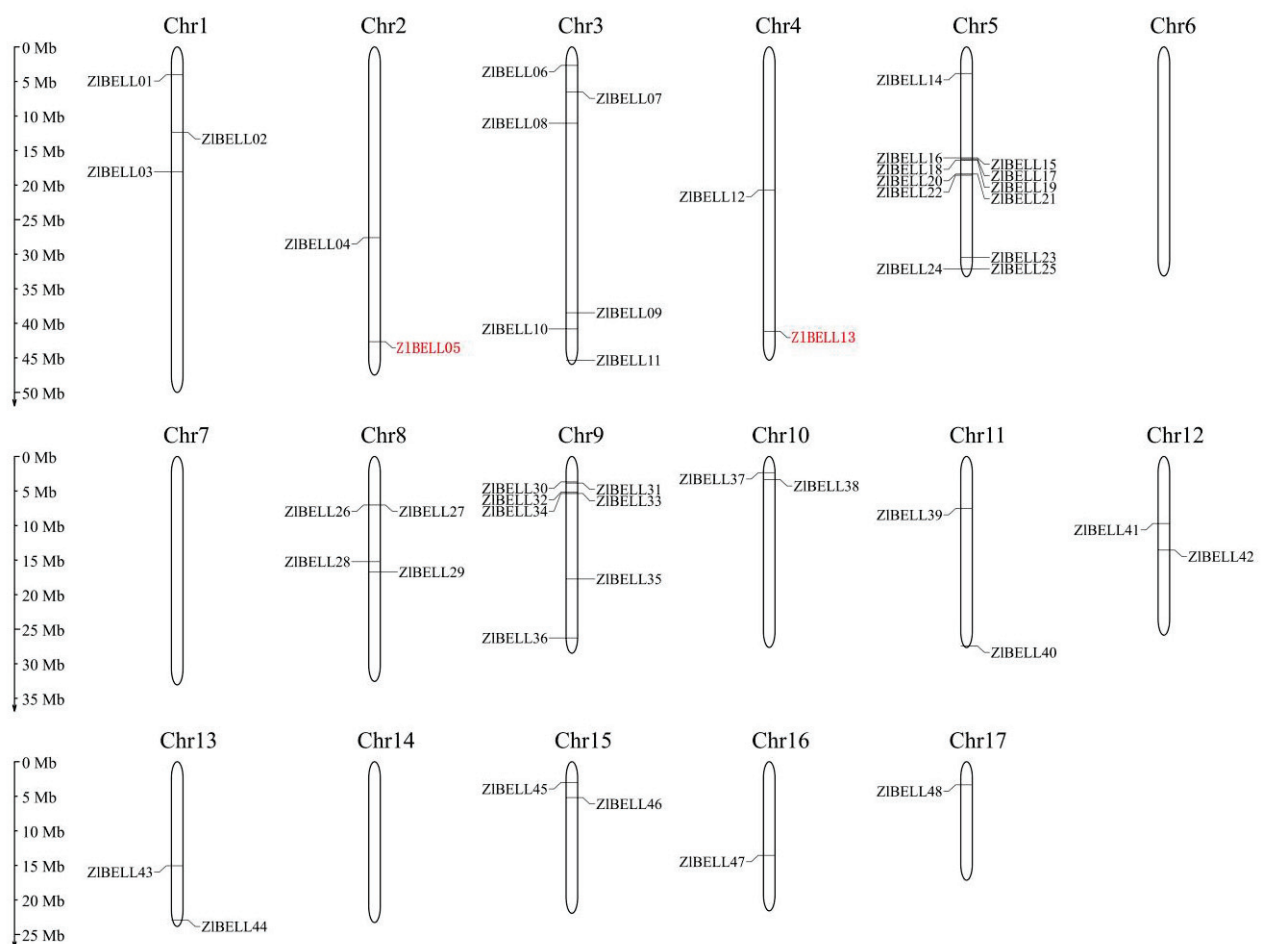 Chr1 Chr2 Chr3 Chr4 Chr5 Chr6
0 Mb
5 Mb
10 Mb
15 Mb
20 Mb
25 Mb
30 Mb
35 Mb
40 Mb
45 Mb
50 Mb
ZlBELL01
ZlBELL02
ZlBELL03
ZlBELL04
ZlBELL05
ZlBELL06
ZlBELL07
ZlBELL08
ZlBELL09
ZlBELL10
ZlBELL11
ZlBELL12
ZlBELL13
ZlBELL14
ZlBELL16 ZlBELL15
ZlBELL18 ZlBELL17
ZlBELL20 ZlBELL19
ZlBELL22 ZlBELL21
ZlBELL23
ZlBELL24 ZlBELL25
Chr7 Chr8 Chr9 Chr10 Chr11 Chr12
0 Mb
5 Mb
10 Mb
15 Mb
20 Mb
25 Mb
30 Mb
35 Mb
ZlBELL26 ZlBELL27
ZlBELL28
ZlBELL29
ZlBELL30 ZlBELL31
ZlBELL32 ZlBELL33
ZlBELL34
ZlBELL35
ZlBELL36
ZlBELL37
ZlBELL38
ZlBELL39
ZlBELL40
ZlBELL41
ZlBELL42
Chr13 Chr14 Chr15 Chr16 Chr17
0 Mb
5 Mb
10 Mb
15 Mb
20 Mb
25 Mb
ZlBELL43
ZlBELL44
ZlBELL45
ZlBELL46
ZlBELL47
ZlBELL48